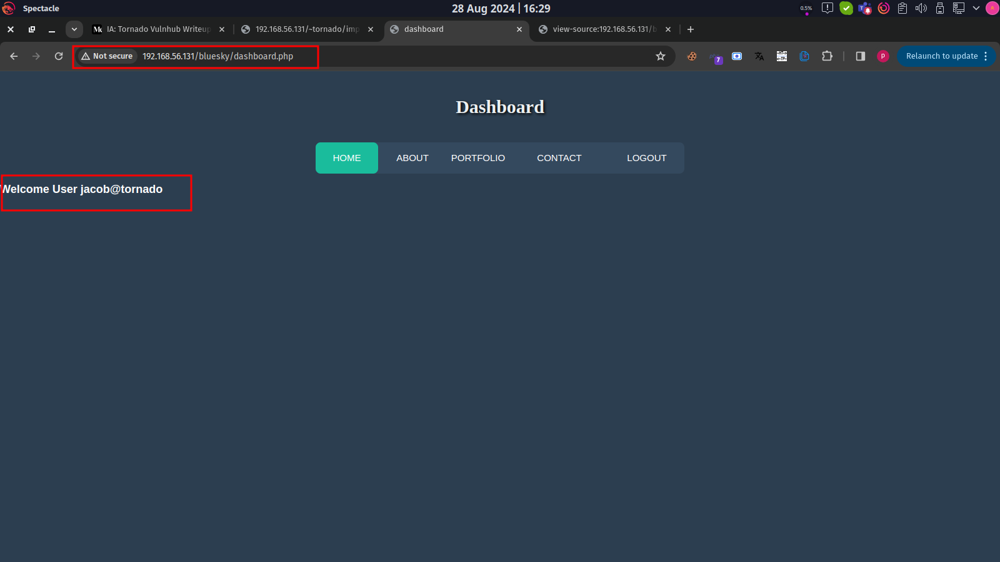 Spectacle
28 Aug 2024 | 16:29
0.5%
IA: Tornado Vulnhub Writeup
192.168.56.131/~tornado/imp
dashboard
view-source:192.168.56.131/b
Not secure
192.168.56.131/bluesky/dashboard.php
7
p
Relaunch to update
Dashboard
HOME
ABOUT
PORTFOLIO
CONTACT
LOGOUT
Welcome User jacob@tornado